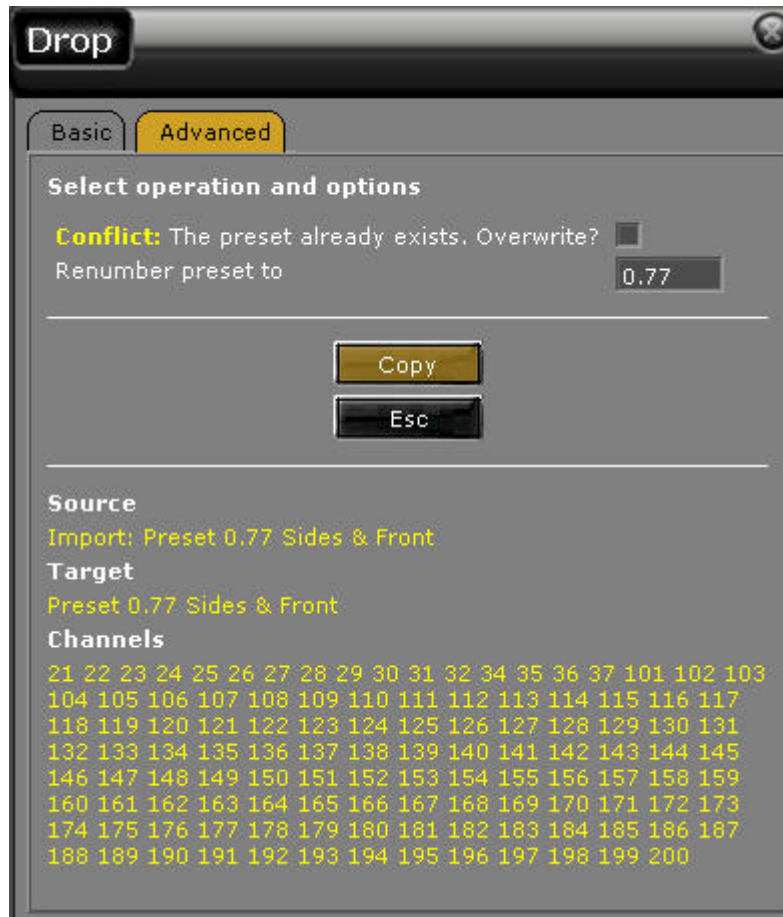 Drop
Basic Advanced
Select operation and options
Conflict: The preset already exists. Overwrite?
Renumber preset to 0.77
Copy
Esc
Source
Import: Preset 0.77 Sides & Front
Target
Preset 0.77 Sides & Front
Channels
21 22 23 24 25 26 27 28 29 30 31 32 34 35 36 37 101 102 103
104 105 106 107 108 109 110 111 112 113 114 115 116 117
118 119 120 121 122 123 124 125 126 127 128 129 130 131
132 133 134 135 136 137 138 139 140 141 142 143 144 145
146 147 148 149 150 151 152 153 154 155 156 157 158 159
160 161 162 163 164 165 166 167 168 169 170 171 172 173
174 175 176 177 178 179 180 181 182 183 184 185 186 187
188 189 190 191 192 193 194 195 196 197 198 199 200